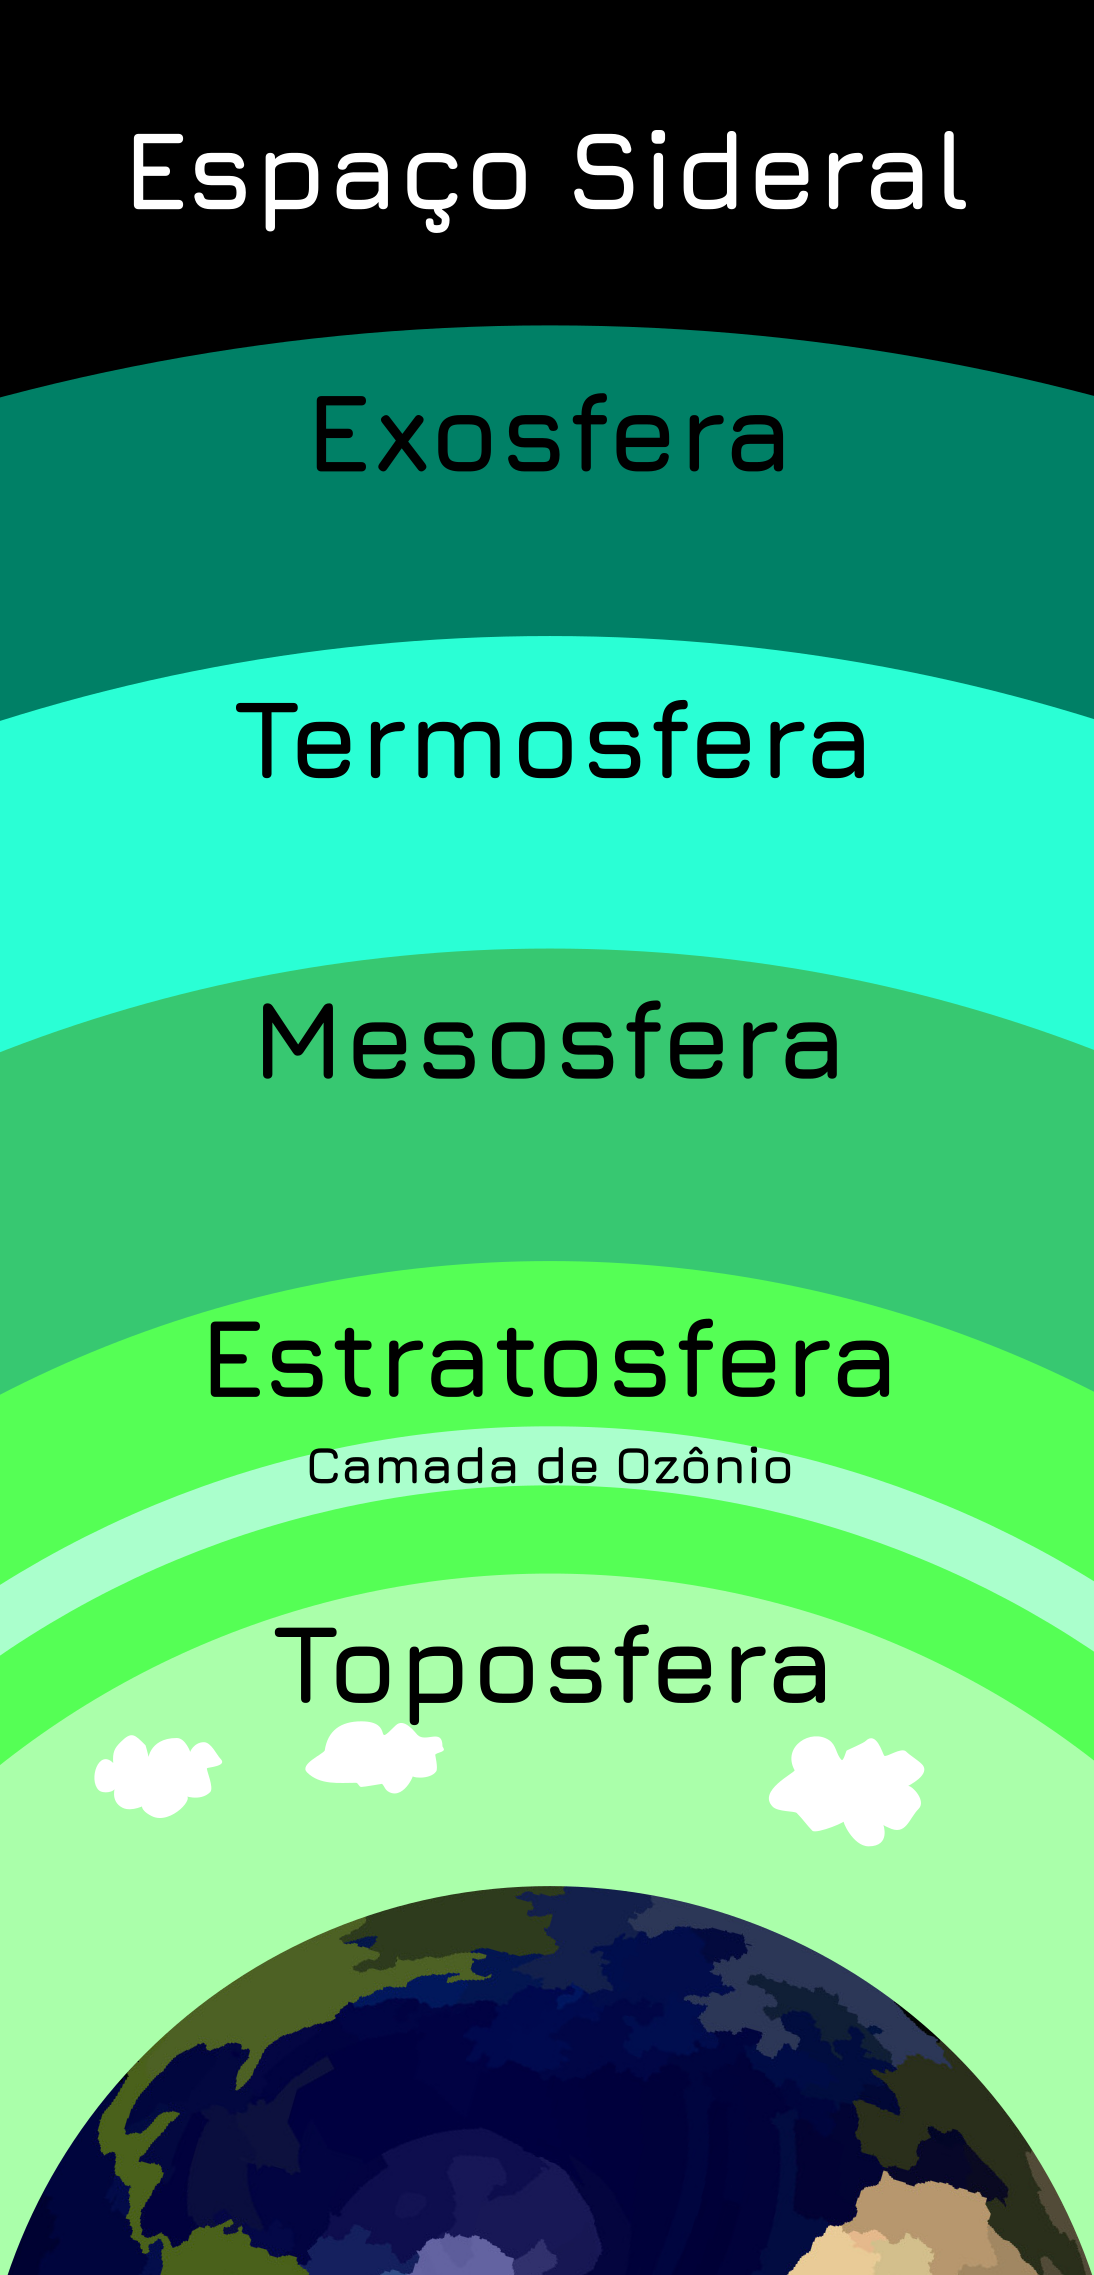 Espaço Sideral
Exosfera
Termosfera
Mesosfera
Estratosfera
Camada de Ozônio
Toposfera